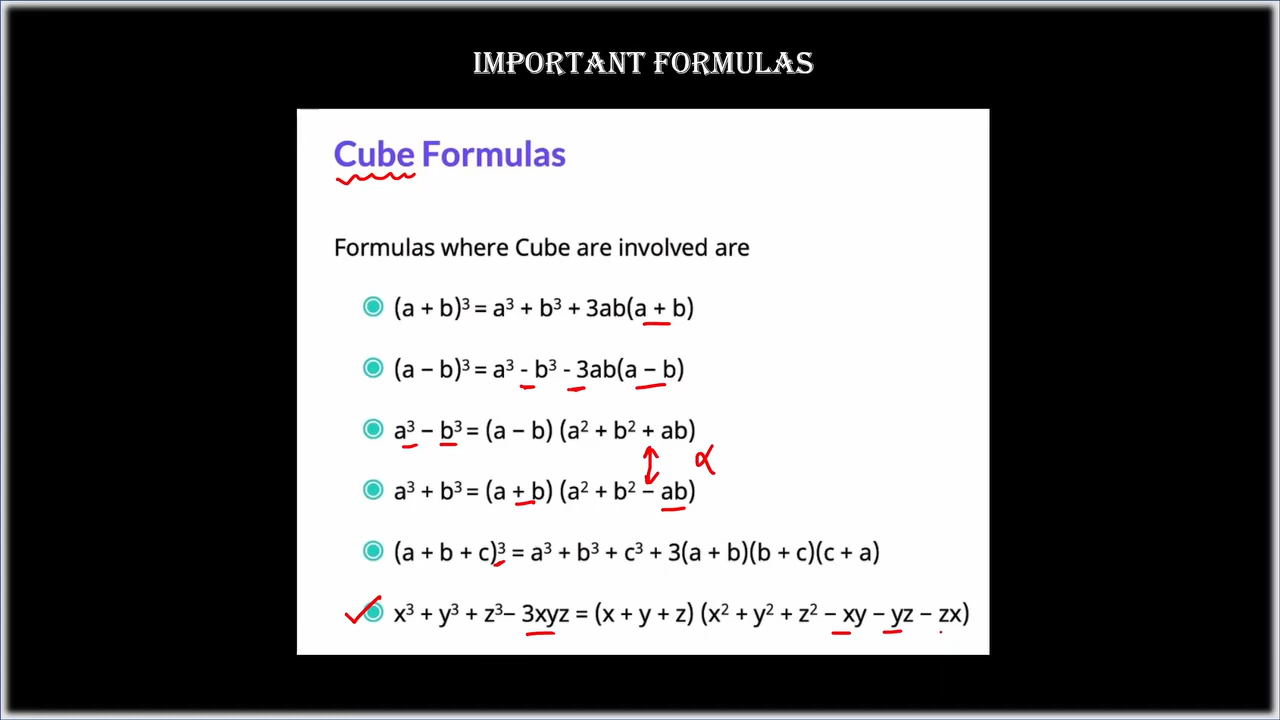 IMPORTANT FORMULAS
Cube Formulas
Formulas where Cube are involved are
(a + b)³ = a³ + b³ + 3ab(a + b)
(a − b)³ = a³ - b³ - 3ab(a − b)
a³ − b³ = (a − b) (a² + b² + ab)
α
a³ + b³ = (a + b) (a² + b² − ab)
(a + b + c)³ = a³ + b³ + c³ + 3(a + b)(b + c)(c + a)
x³ + y³ + z³− 3xyz = (x + y + z) (x² + y² + z² − xy − yz − zx)